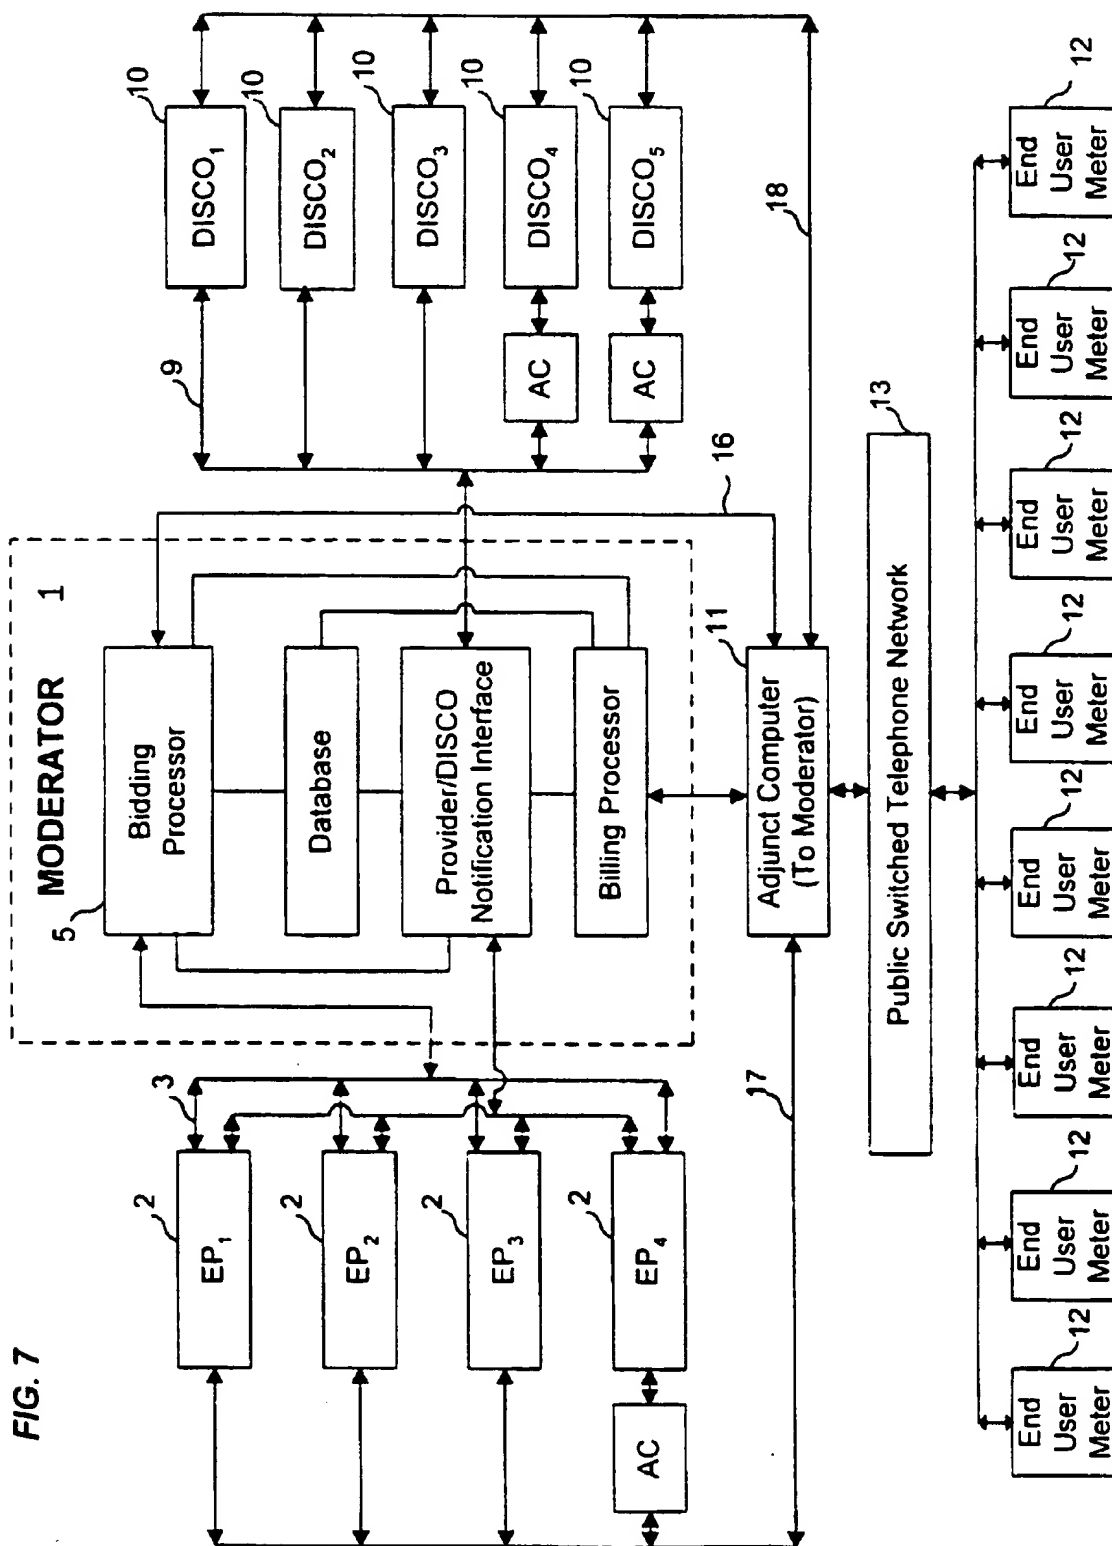 FIG. 7
MODERATOR 1
5
Bidding
Processor
Database
Provider/DISCO
Notification Interface
Billing Processor
2
EP1
2
EP2
2
EP3
2
EP4
AC
3
17
16
9
10
DISCO1
10
DISCO2
10
DISCO3
10
DISCO4
10
DISCO5
AC
AC
18
11
Adjunct Computer
(To Moderator)
13
Public Switched Telephone Network
12
End
User
Meter
12
End
User
Meter
12
End
User
Meter
12
End
User
Meter
12
End
User
Meter
12
End
User
Meter
12
End
User
Meter
12
End
User
Meter